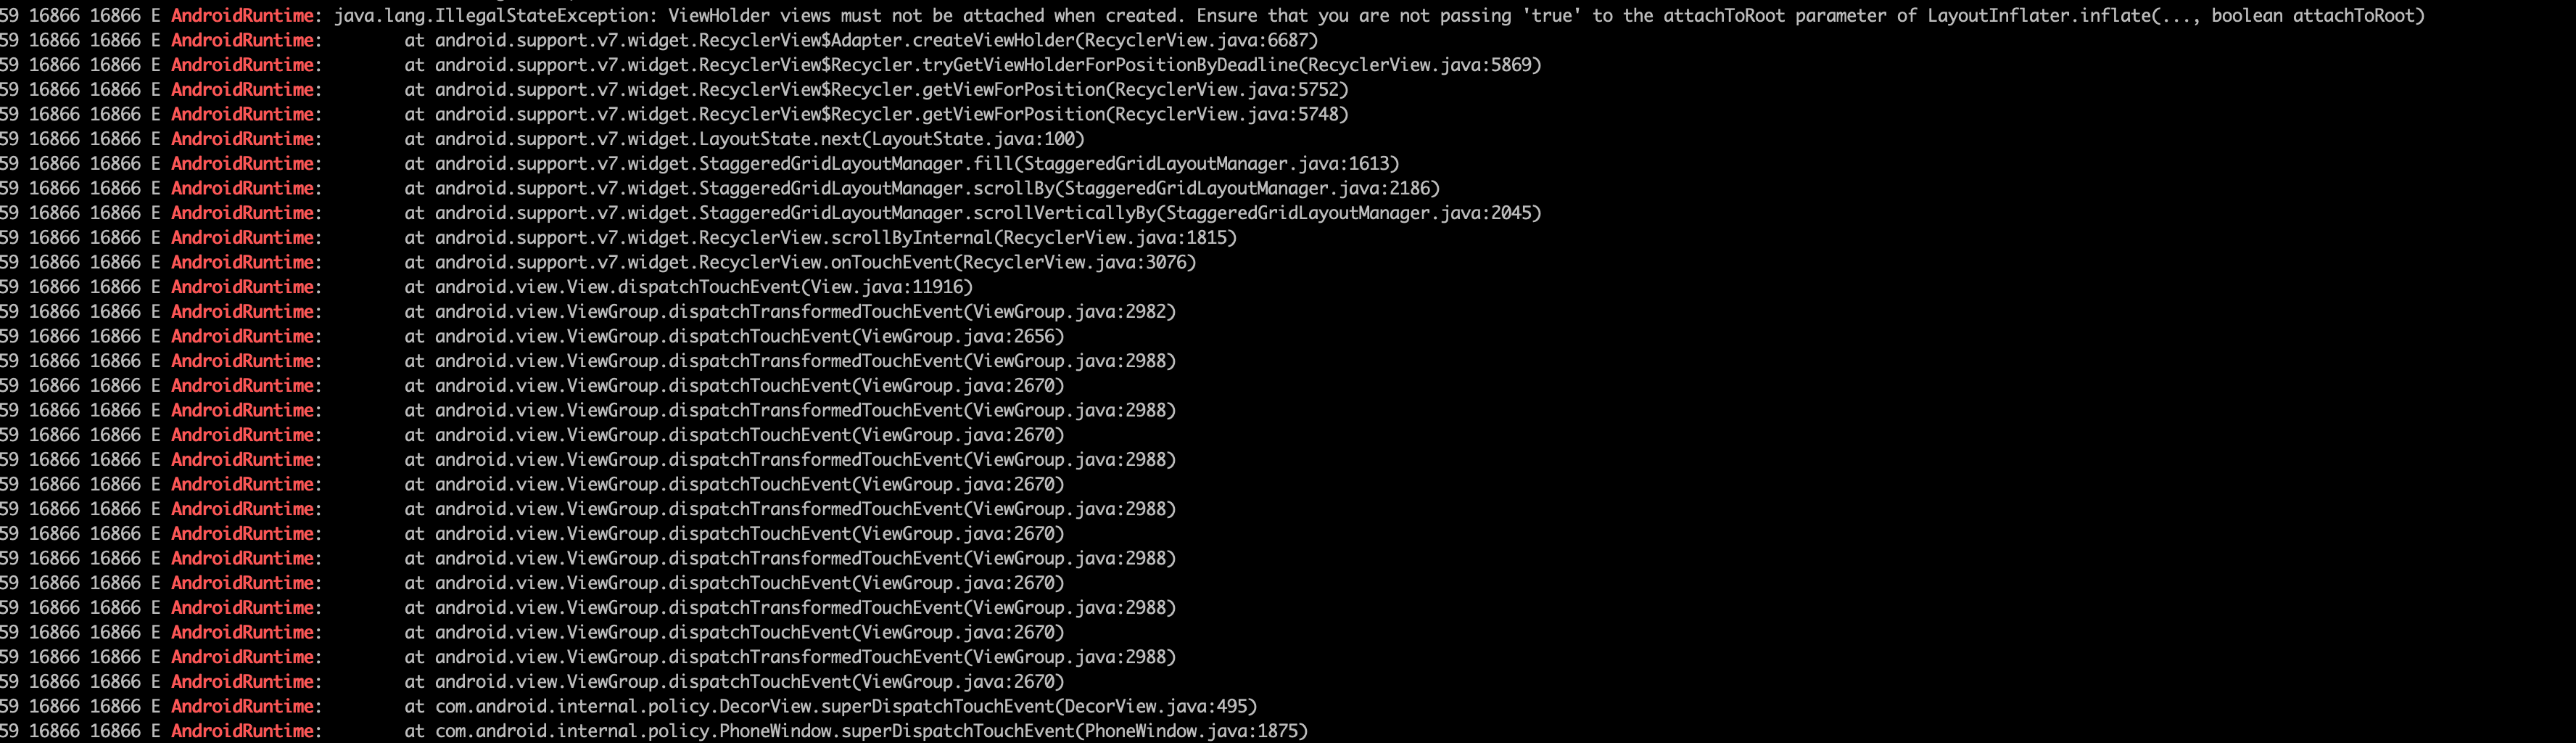 59 16866 16866 E AndroidRuntime: java.lang.IllegalStateException: ViewHolder views must not be attached when created. Ensure that you are not passing 'true' to the attachToRoot parameter of LayoutInflater.inflate(..., boolean attachToRoot)
59 16866 16866 E AndroidRuntime: at android.support.v7.widget.RecyclerView$Adapter.createViewHolder(RecyclerView.java:6687)
59 16866 16866 E AndroidRuntime: at android.support.v7.widget.RecyclerView$Recycler.tryGetViewHolderForPositionByDeadline(RecyclerView.java:5869)
59 16866 16866 E AndroidRuntime: at android.support.v7.widget.RecyclerView$Recycler.getViewForPosition(RecyclerView.java:5752)
59 16866 16866 E AndroidRuntime: at android.support.v7.widget.RecyclerView$Recycler.getViewForPosition(RecyclerView.java:5748)
59 16866 16866 E AndroidRuntime: at android.support.v7.widget.LayoutState.next(LayoutState.java:100)
59 16866 16866 E AndroidRuntime: at android.support.v7.widget.StaggeredGridLayoutManager.fill(StaggeredGridLayoutManager.java:1613)
59 16866 16866 E AndroidRuntime: at android.support.v7.widget.StaggeredGridLayoutManager.scrollBy(StaggeredGridLayoutManager.java:2186)
59 16866 16866 E AndroidRuntime: at android.support.v7.widget.StaggeredGridLayoutManager.scrollVerticallyBy(StaggeredGridLayoutManager.java:2045)
59 16866 16866 E AndroidRuntime: at android.support.v7.widget.RecyclerView.scrollByInternal(RecyclerView.java:1815)
59 16866 16866 E AndroidRuntime: at android.support.v7.widget.RecyclerView.onTouchEvent(RecyclerView.java:3076)
59 16866 16866 E AndroidRuntime: at android.view.View.dispatchTouchEvent(View.java:11916)
59 16866 16866 E AndroidRuntime: at android.view.ViewGroup.dispatchTransformedTouchEvent(ViewGroup.java:2982)
59 16866 16866 E AndroidRuntime: at android.view.ViewGroup.dispatchTouchEvent(ViewGroup.java:2656)
59 16866 16866 E AndroidRuntime: at android.view.ViewGroup.dispatchTransformedTouchEvent(ViewGroup.java:2988)
59 16866 16866 E AndroidRuntime: at android.view.ViewGroup.dispatchTouchEvent(ViewGroup.java:2670)
59 16866 16866 E AndroidRuntime: at android.view.ViewGroup.dispatchTransformedTouchEvent(ViewGroup.java:2988)
59 16866 16866 E AndroidRuntime: at android.view.ViewGroup.dispatchTouchEvent(ViewGroup.java:2670)
59 16866 16866 E AndroidRuntime: at android.view.ViewGroup.dispatchTransformedTouchEvent(ViewGroup.java:2988)
59 16866 16866 E AndroidRuntime: at android.view.ViewGroup.dispatchTouchEvent(ViewGroup.java:2670)
59 16866 16866 E AndroidRuntime: at android.view.ViewGroup.dispatchTransformedTouchEvent(ViewGroup.java:2988)
59 16866 16866 E AndroidRuntime: at android.view.ViewGroup.dispatchTouchEvent(ViewGroup.java:2670)
59 16866 16866 E AndroidRuntime: at android.view.ViewGroup.dispatchTransformedTouchEvent(ViewGroup.java:2988)
59 16866 16866 E AndroidRuntime: at android.view.ViewGroup.dispatchTouchEvent(ViewGroup.java:2670)
59 16866 16866 E AndroidRuntime: at android.view.ViewGroup.dispatchTransformedTouchEvent(ViewGroup.java:2988)
59 16866 16866 E AndroidRuntime: at android.view.ViewGroup.dispatchTouchEvent(ViewGroup.java:2670)
59 16866 16866 E AndroidRuntime: at android.view.ViewGroup.dispatchTransformedTouchEvent(ViewGroup.java:2988)
59 16866 16866 E AndroidRuntime: at android.view.ViewGroup.dispatchTouchEvent(ViewGroup.java:2670)
59 16866 16866 E AndroidRuntime: at com.android.internal.policy.DecorView.superDispatchTouchEvent(DecorView.java:495)
59 16866 16866 E AndroidRuntime: at com.android.internal.policy.PhoneWindow.superDispatchTouchEvent(PhoneWindow.java:1875)